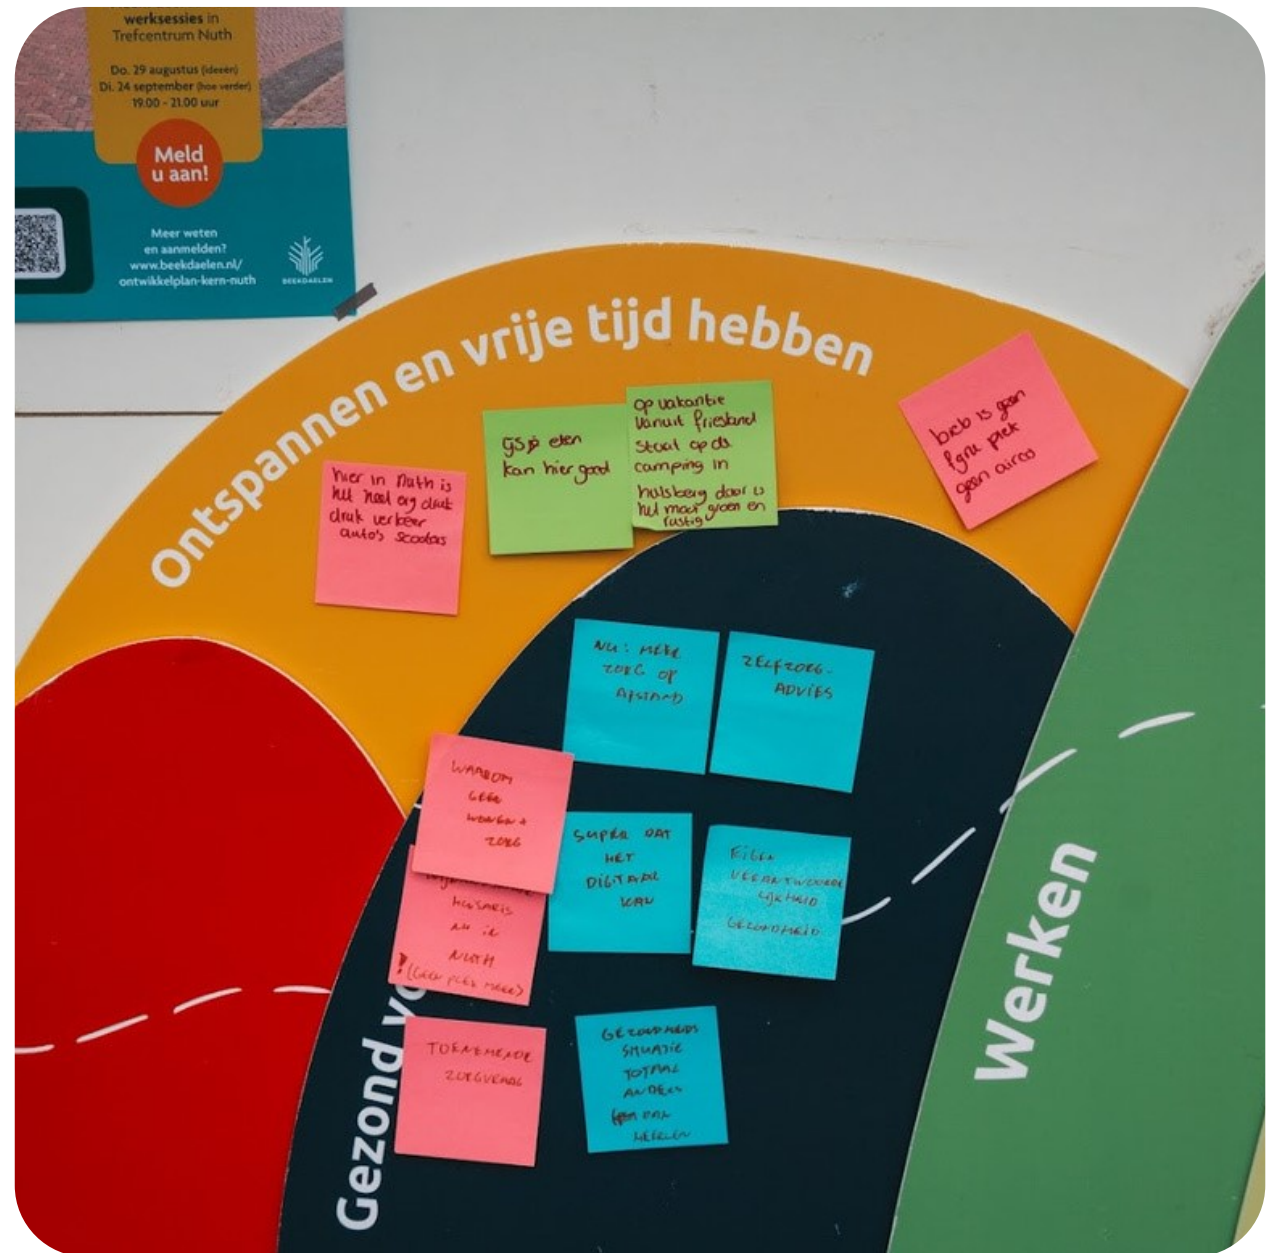 werksessies in
Trefcentrum Nuth
Do. 29 augustus (ideeën)
Di. 24 september (hoe verder)
19.00 - 21.00 uur
Meld
u aan!
Meer weten
en aanmelden?
www.beekdaelen.nl/
ontwikkelplan-kern-nuth
BEEKDAELEN
Ontspannen en vrije tijd hebben
hier in Nuth is
het heel erg druk
druk verkeer
auto's scooters
ijsje eten
kan hier goed
op vakantie
vanuit friesland
staat op de
camping in
hulsberg daar is
het mooi groen en
rustig
bieb is geen
fijne plek
geen airco
NU: MEER
ZORG OP
AFSTAND
ZELFZORG-
ADVIES
WAAROM
GEEN
WONEN +
ZORG
SUPER DAT
HET
DIGITAAL
KAN
EIGEN
VERANTWOORDE
LIJKHEID
GEZONDHEID
HUISARTS
NU IN
NUTH
! (GEEN PLEK MEER)
TOENEMENDE
ZORGVRAAG
GEZONDHEIDS
SITUATIE
TOTAAL
ANDERS
DAN
HEERLEN
Gezond vo
Werken